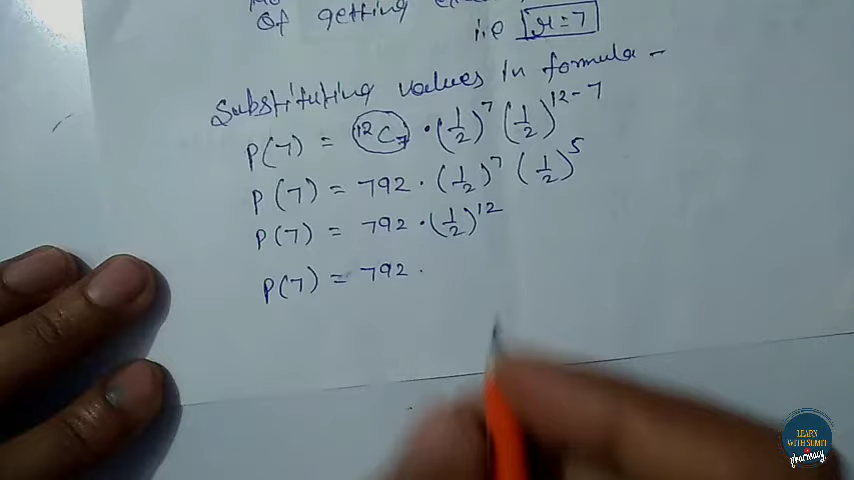 Of getting
i.e r = 7
Substituting values in formula -
P(7) = ¹²C₇ · (1/2)⁷ (1/2)¹²⁻⁷
P(7) = 792 · (1/2)⁷ (1/2)⁵
P(7) = 792 · (1/2)¹²
P(7) = 792 ·
LEARN
WITH SUMIT
pharmacy